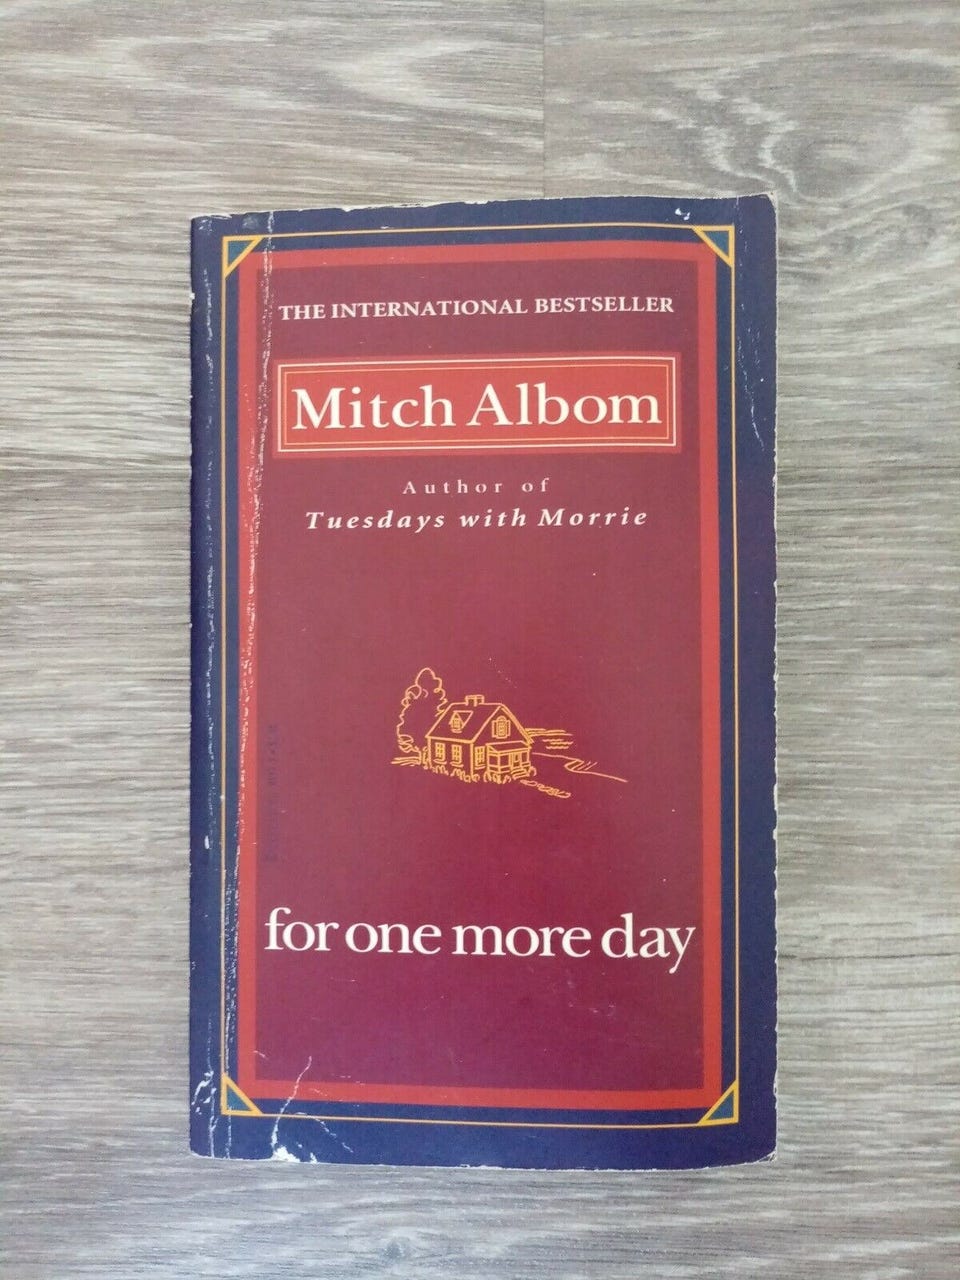 THE INTERNATIONAL BESTSELLER
Mitch Albom
Author of
Tuesdays with Morrie
for one more day